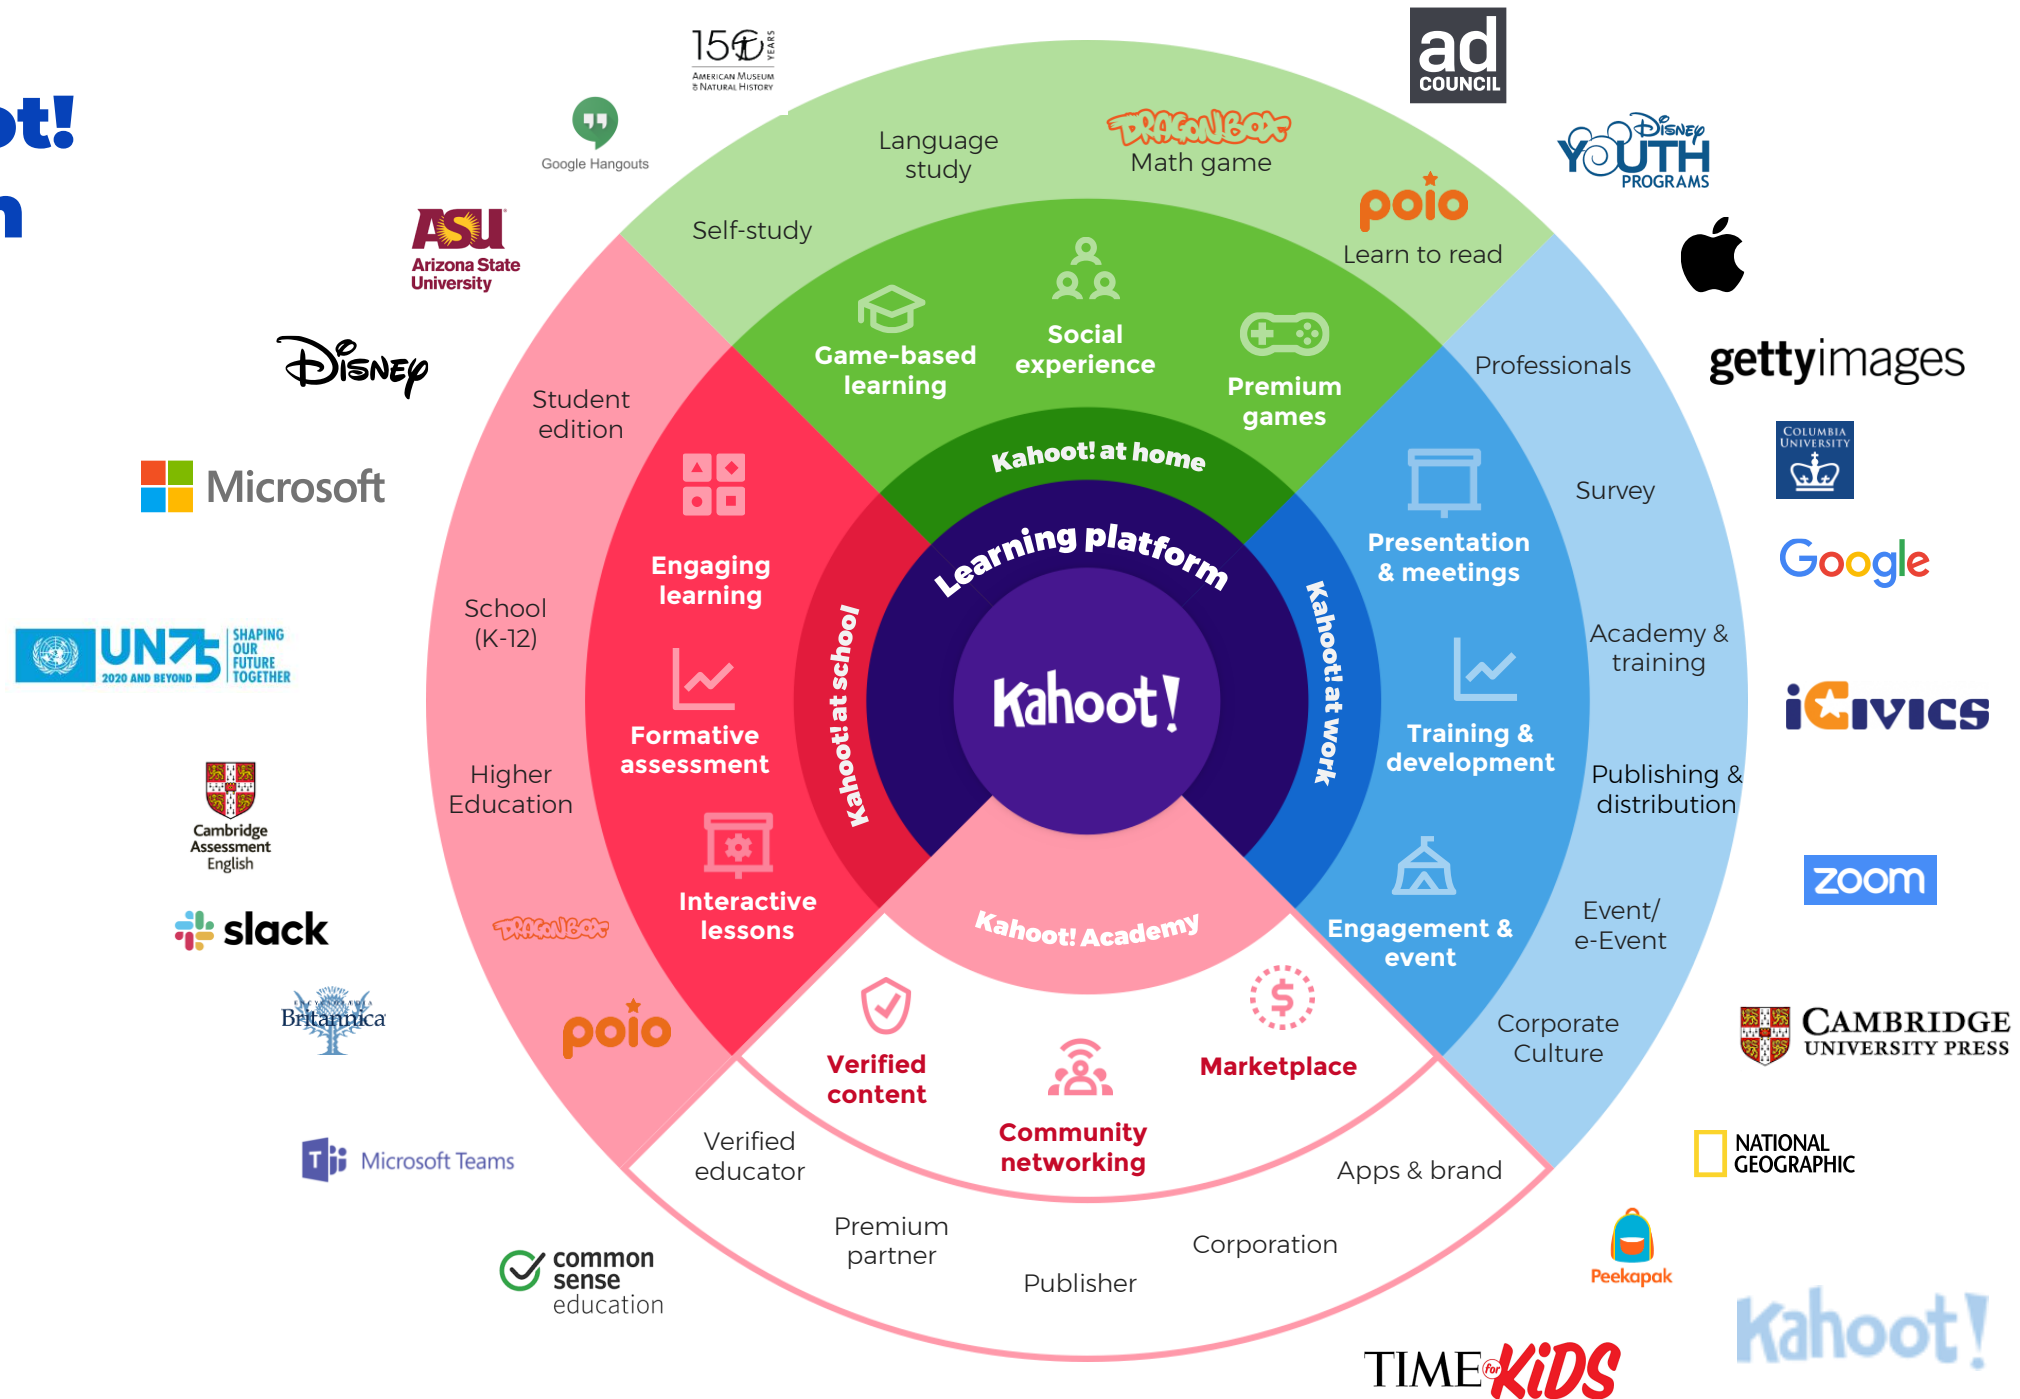 ot!
n
150 YEARS
AMERICAN MUSEUM
& NATURAL HISTORY
Google Hangouts
ASU
Arizona State
University
Disney
Microsoft
UN75
2020 AND BEYOND
SHAPING
OUR
FUTURE
TOGETHER
Cambridge
Assessment
English
slack
ENCYCLOPÆDIA
Britannica
Microsoft Teams
common
sense
education
ad
COUNCIL
Disney
YOUTH
PROGRAMS
gettyimages
COLUMBIA
UNIVERSITY
Google
iCivics
zoom
CAMBRIDGE
UNIVERSITY PRESS
NATIONAL
GEOGRAPHIC
Peekapak
TIME for KiDS
Kahoot!
Self-study
Language
study
DRAGONBOX
Math game
poio
Learn to read
Game-based
learning
Social
experience
Premium
games
Kahoot! at home
Student
edition
School
(K-12)
Higher
Education
DRAGONBOX
poio
Engaging
learning
Formative
assessment
Interactive
lessons
Kahoot! at school
Learning platform
Kahoot!
Kahoot! at work
Presentation
& meetings
Training &
development
Engagement &
event
Professionals
Survey
Academy &
training
Publishing &
distribution
Event/
e-Event
Corporate
Culture
Kahoot! Academy
Verified
content
Community
networking
Marketplace
Verified
educator
Premium
partner
Publisher
Corporation
Apps & brand